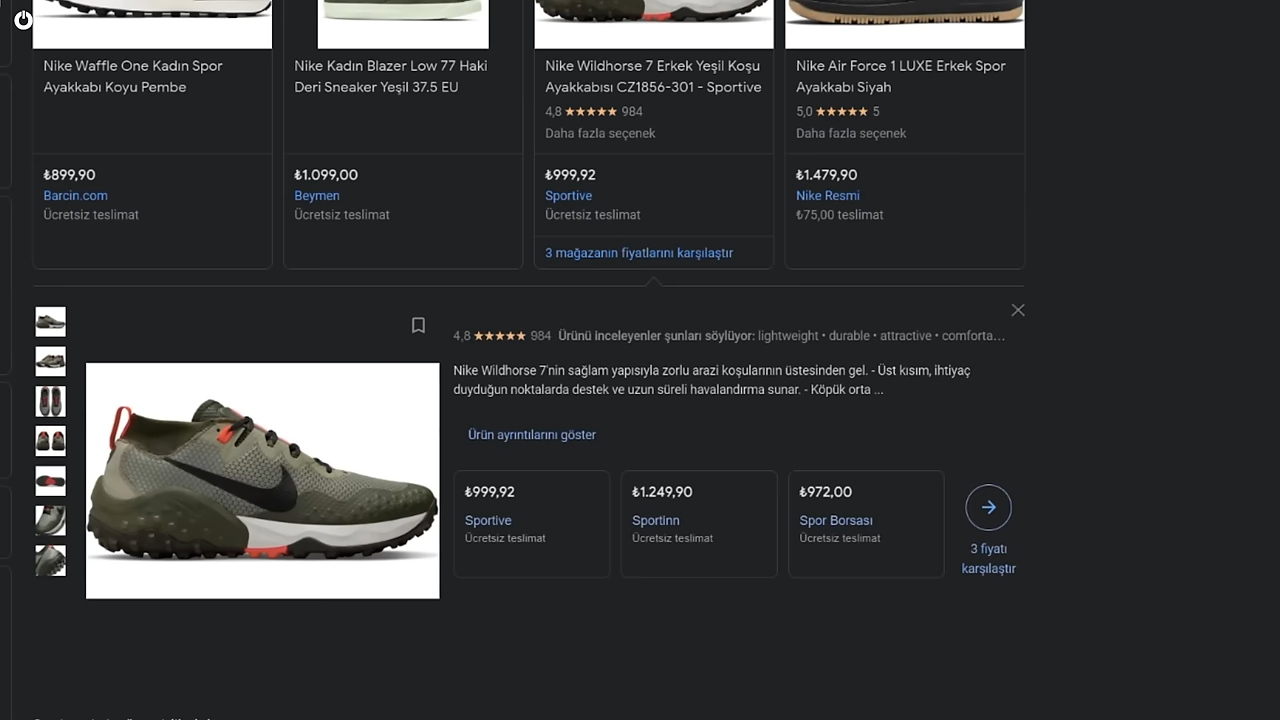 Nike Waffle One Kadın Spor
Ayakkabı Koyu Pembe
₺899,90
Barcin.com
Ücretsiz teslimat
Nike Kadın Blazer Low 77 Haki
Deri Sneaker Yeşil 37.5 EU
₺1.099,00
Beymen
Ücretsiz teslimat
Nike Wildhorse 7 Erkek Yeşil Koşu
Ayakkabısı CZ1856-301 - Sportive
4,8 ★★★★★ 984
Daha fazla seçenek
₺999,92
Sportive
Ücretsiz teslimat
3 mağazanın fiyatlarını karşılaştır
Nike Air Force 1 LUXE Erkek Spor
Ayakkabı Siyah
5,0 ★★★★★ 5
Daha fazla seçenek
₺1.479,90
Nike Resmi
₺75,00 teslimat
4,8 ★★★★★ 984 Ürünü inceleyenler şunları söylüyor: lightweight • durable • attractive • comforta...
Nike Wildhorse 7'nin sağlam yapısıyla zorlu arazi koşularının üstesinden gel. - Üst kısım, ihtiyaç
duyduğun noktalarda destek ve uzun süreli havalandırma sunar. - Köpük orta ...
Ürün ayrıntılarını göster
₺999,92
Sportive
Ücretsiz teslimat
₺1.249,90
Sportinn
Ücretsiz teslimat
₺972,00
Spor Borsası
Ücretsiz teslimat
3 fiyatı
karşılaştır